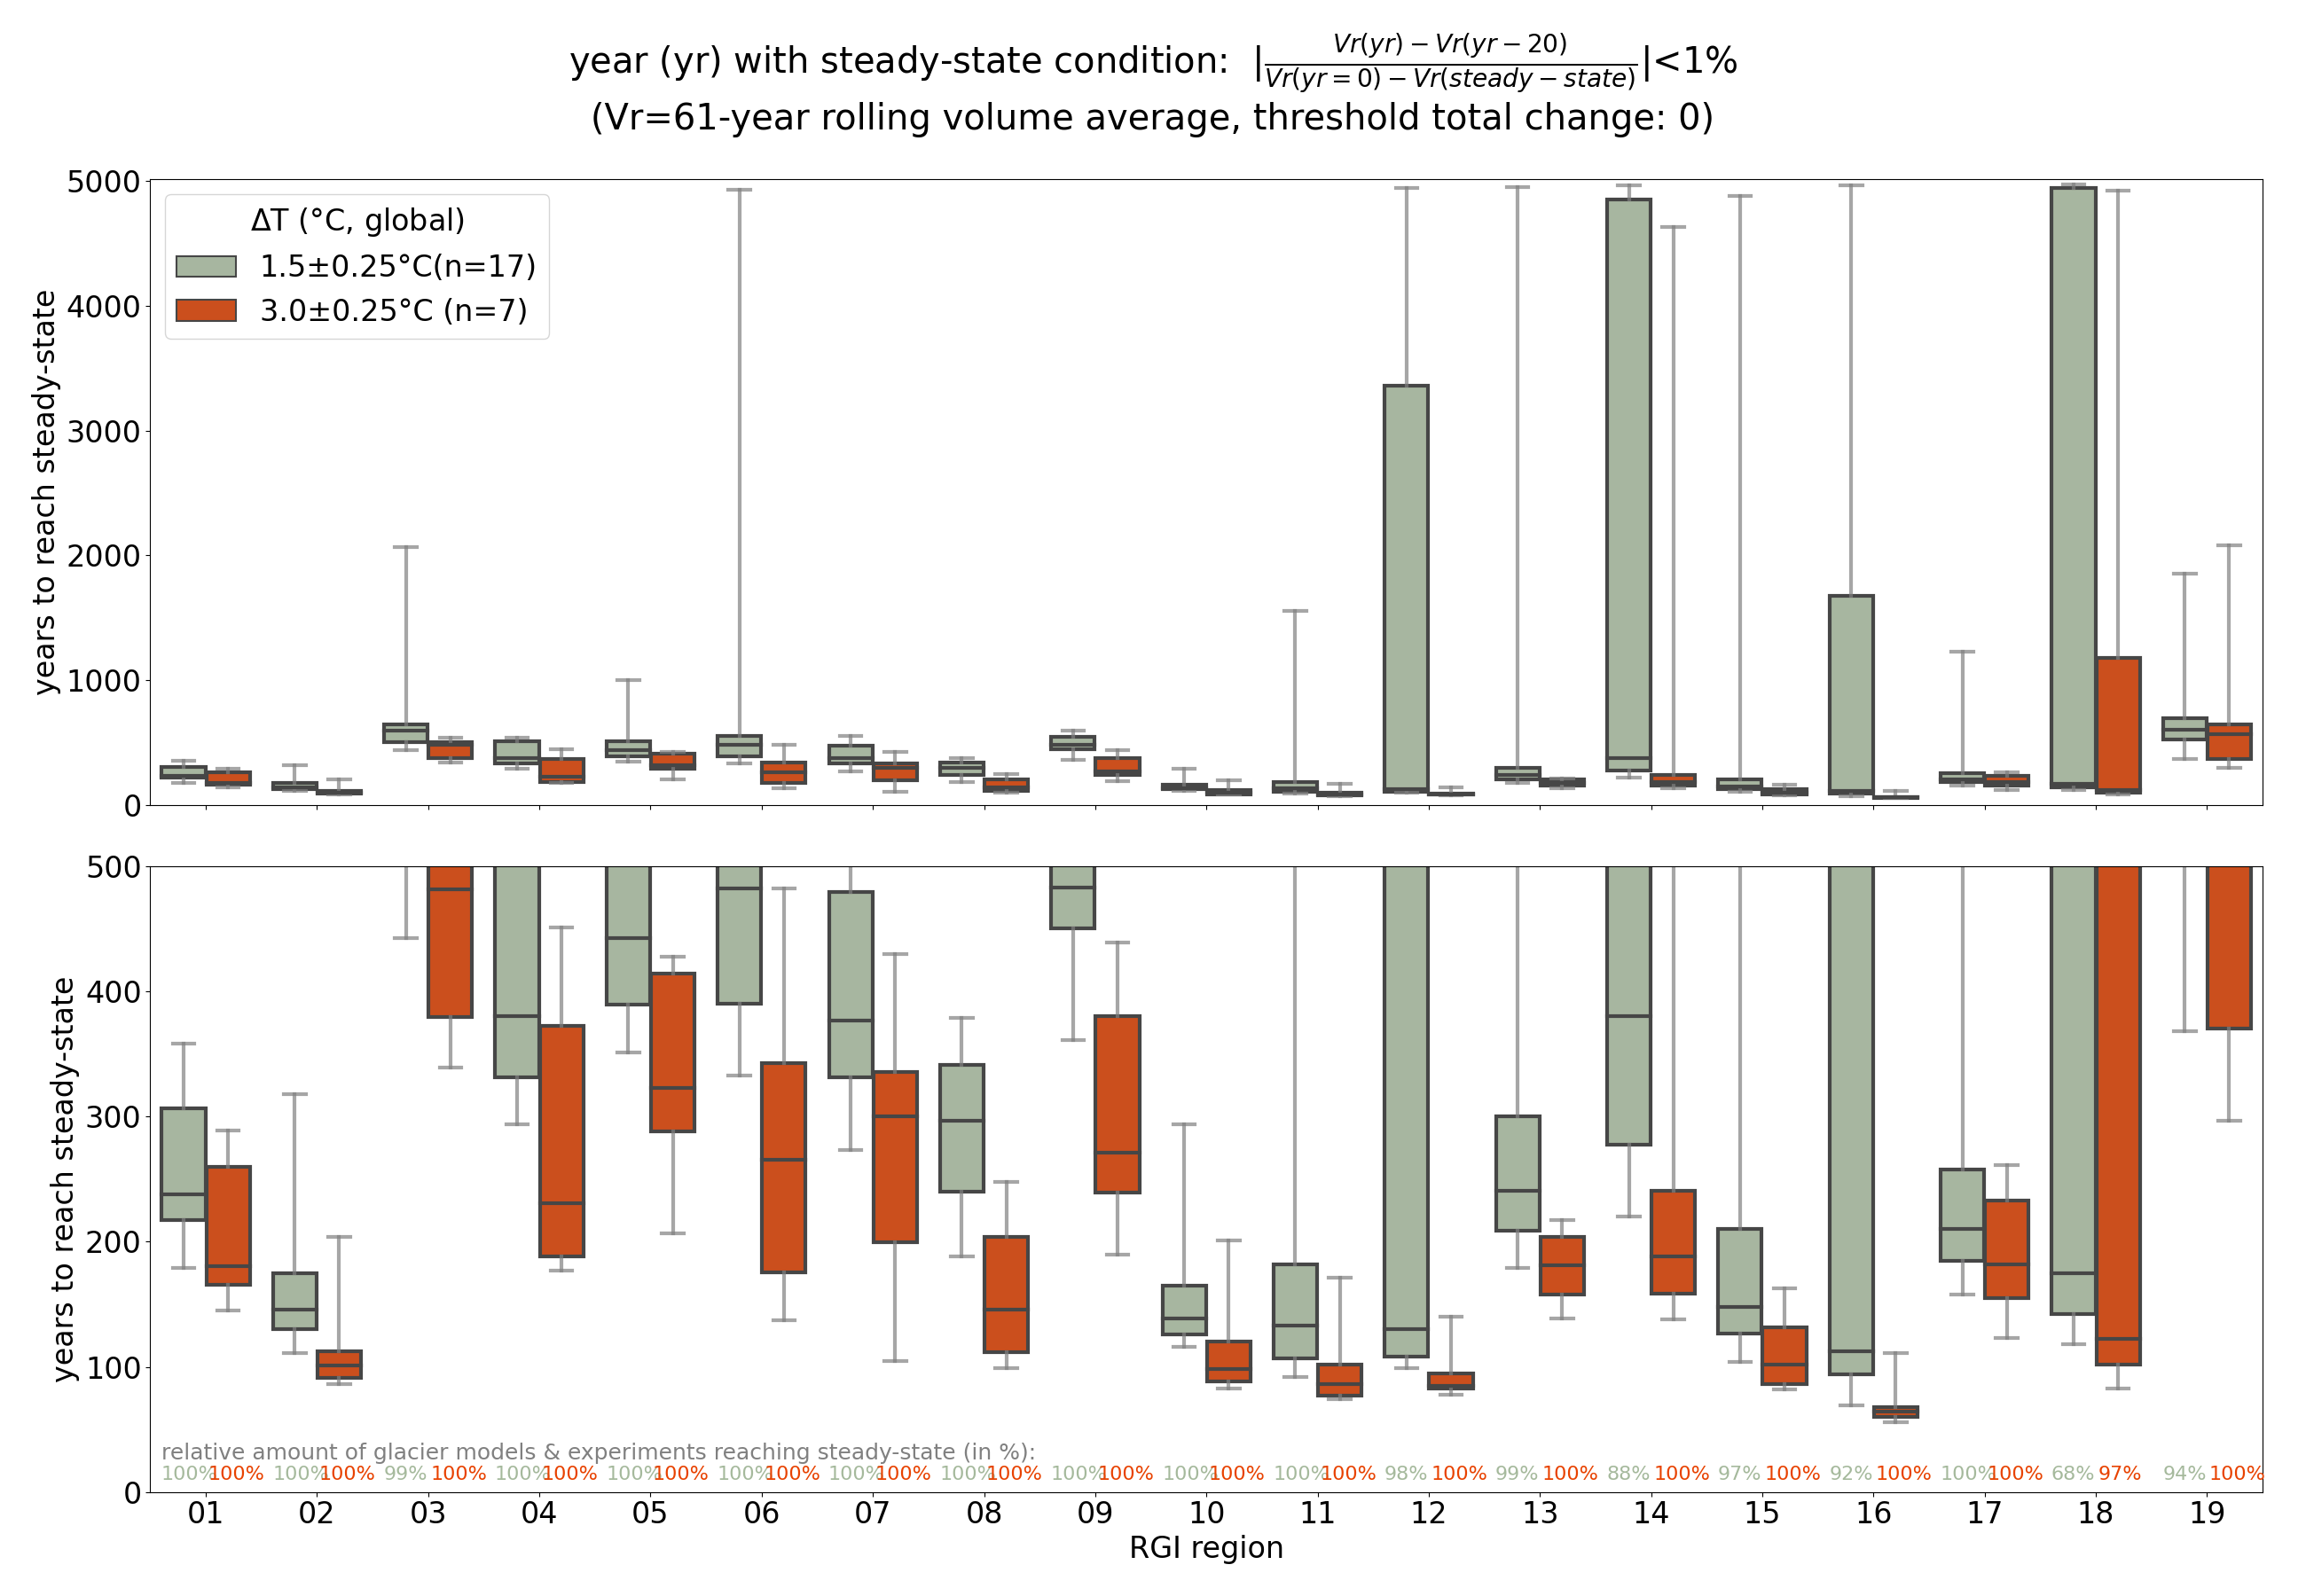 year (yr) with steady-state condition: |Vr(yr) − Vr(yr − 20) / Vr(yr = 0) − Vr(steady − state)|<1%
(Vr=61-year rolling volume average, threshold total change: 0)
years to reach steady-state
5000
4000
3000
2000
1000
0
ΔT (°C, global)
1.5±0.25°C(n=17)
3.0±0.25°C (n=7)
years to reach steady-state
500
400
300
200
100
0
relative amount of glacier models & experiments reaching steady-state (in %):
100% 100% 100% 100% 99% 100% 100% 100% 100% 100% 100% 100% 100% 100% 100% 100% 100% 100% 100% 100% 100% 100% 98% 100% 99% 100% 88% 100% 97% 100% 92% 100% 100% 100% 68% 97% 94% 100%
01 02 03 04 05 06 07 08 09 10 11 12 13 14 15 16 17 18 19
RGI region